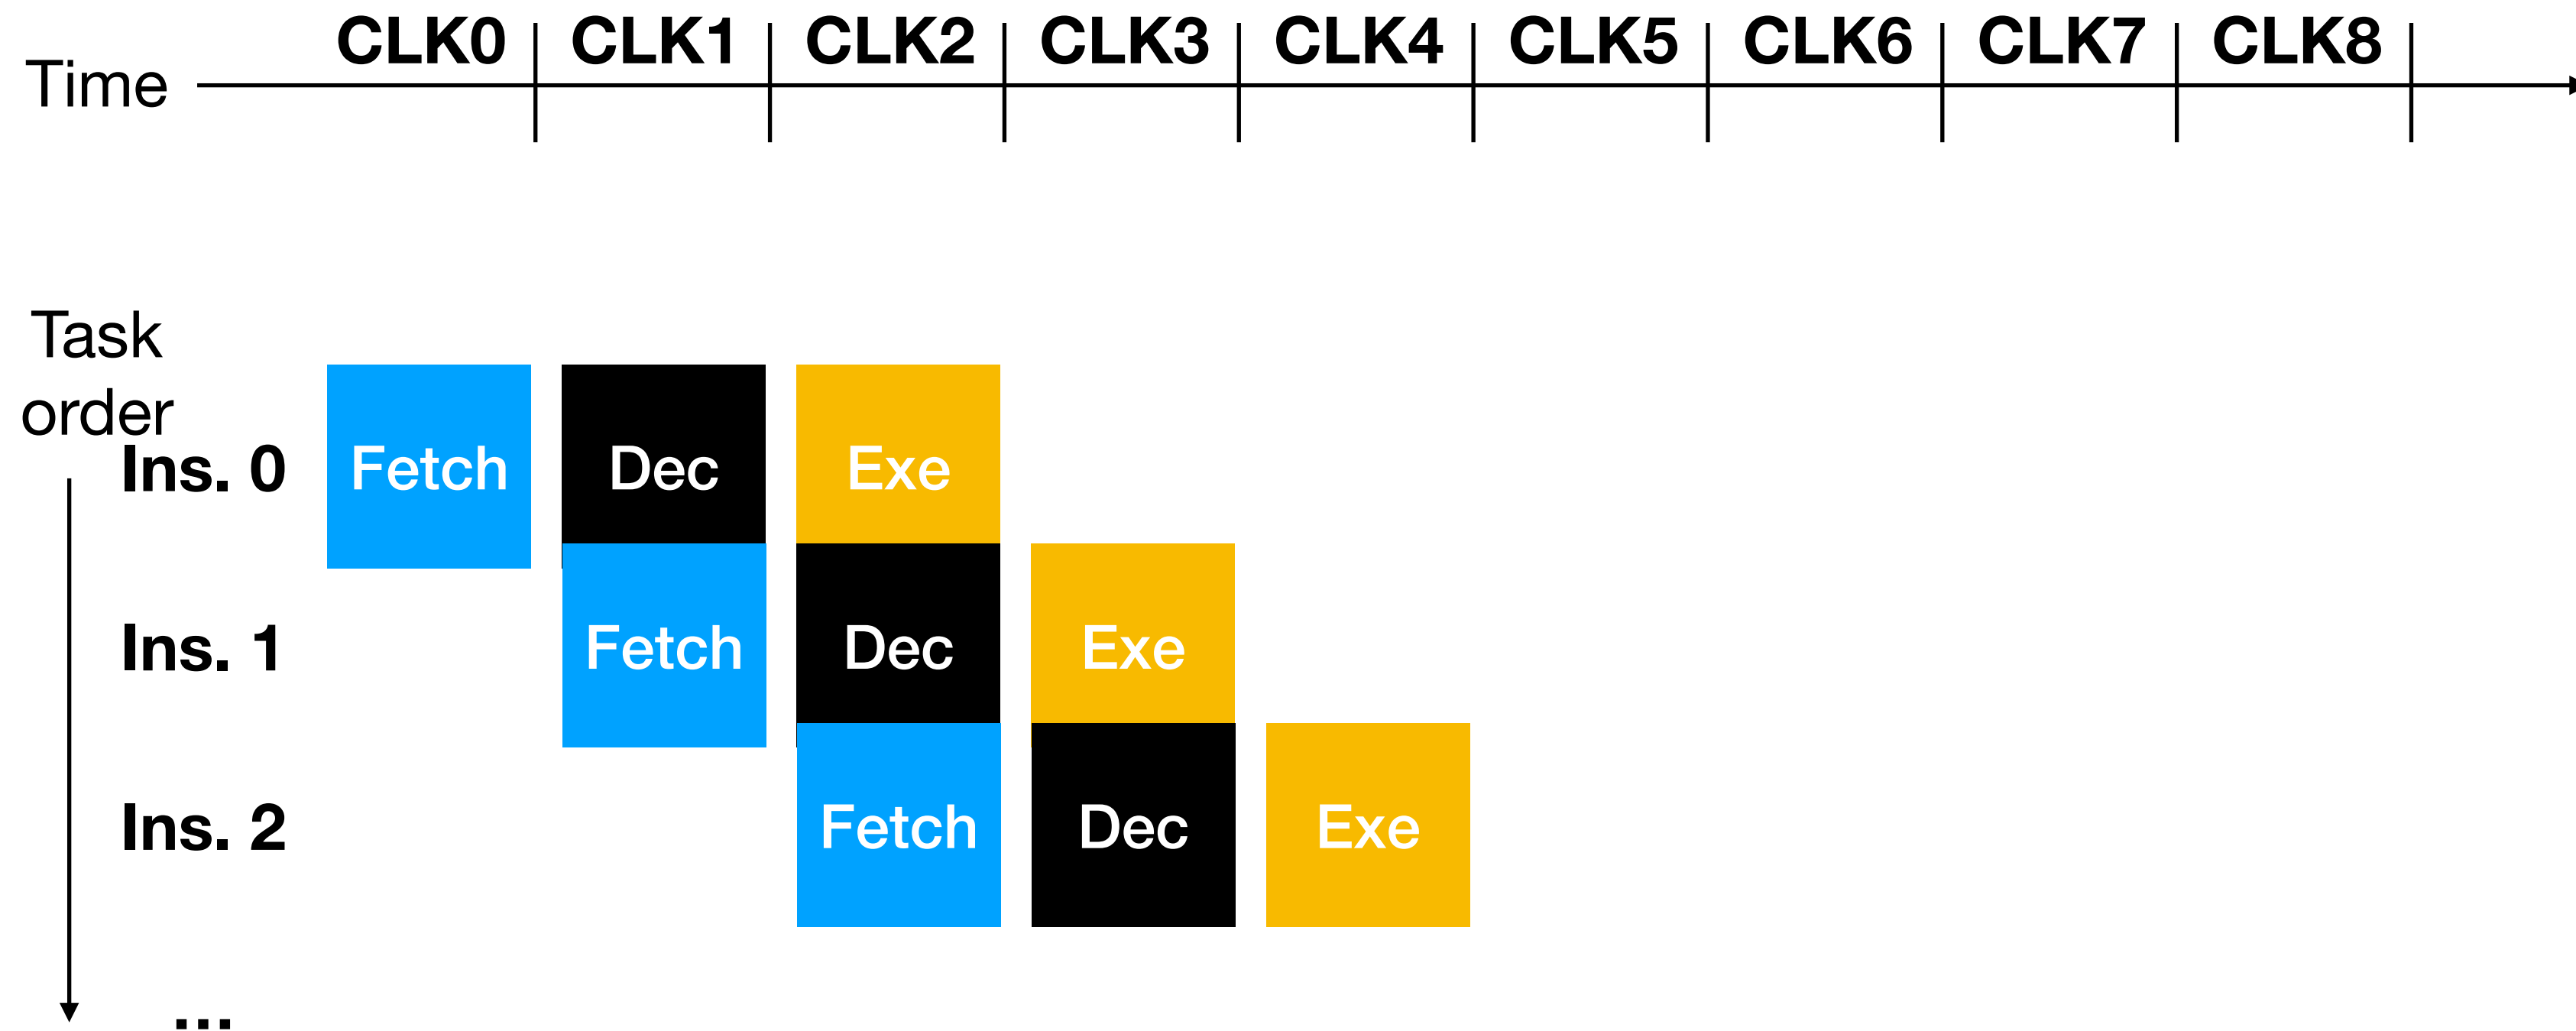 CLK0 CLK1 CLK2 CLK3 CLK4 CLK5 CLK6 CLK7 CLK8
Time
Task
order
Ins. 0 Fetch Dec Exe
Ins. 1 Fetch Dec Exe
Ins. 2 Fetch Dec Exe
...